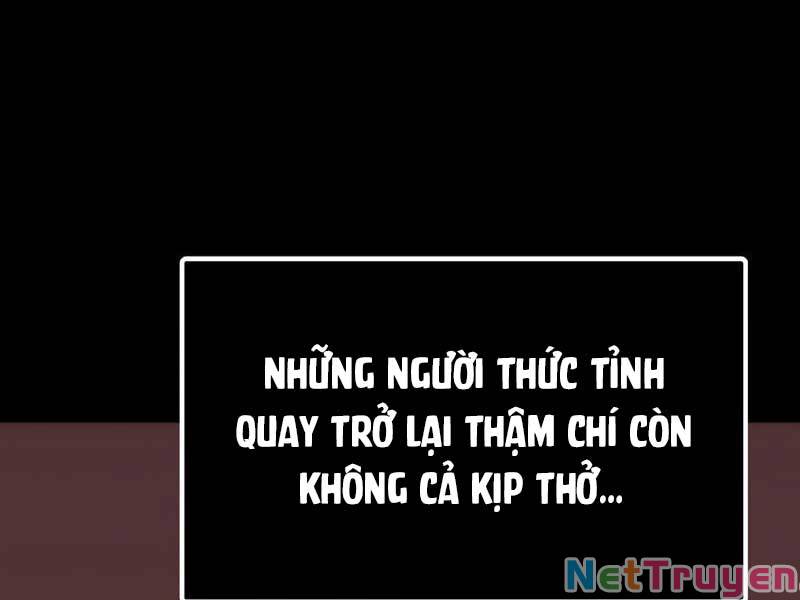 NHỮNG NGƯỜI THỨC TỈNH
QUAY TRỞ LẠI THẬM CHÍ CÒN
KHÔNG CẢ KỊP THỞ...
NetTruyen